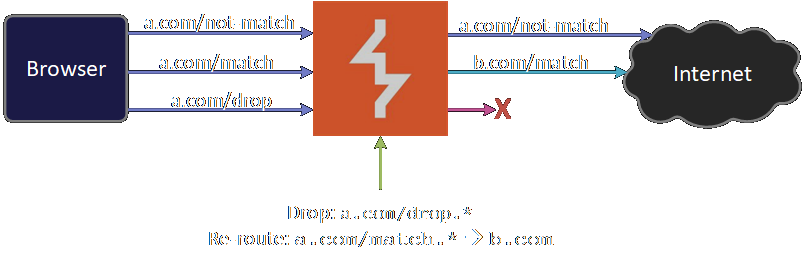 a.com/not-match
a.com/not-match
Browser
a.com/match
b.com/match
Internet
a.com/drop
X
Drop: a.com/drop.*
Re-route: a.com/match.* -> b.com